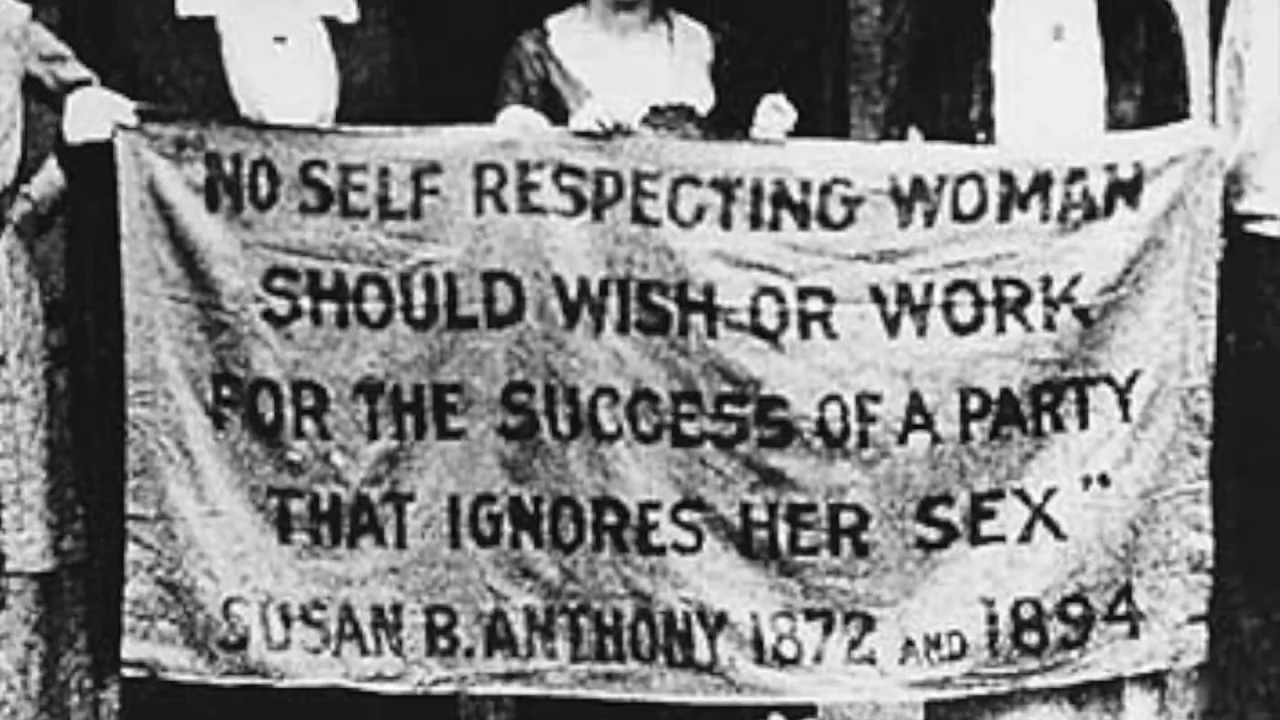 NO SELF RESPECTING WOMAN
SHOULD WISH OR WORK
FOR THE SUCCESS OF A PARTY
THAT IGNORES HER SEX"
SUSAN B. ANTHONY 1872 AND 1894